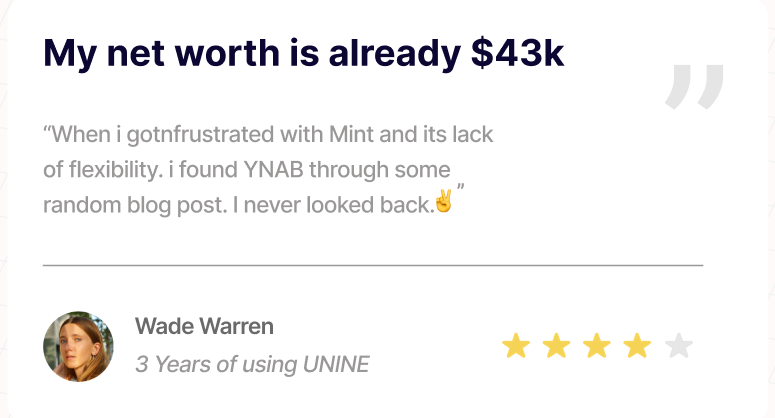 My net worth is already $43k
”
“When i gotnfrustrated with Mint and its lack
of flexibility. i found YNAB through some
random blog post. I never looked back.✌️”
Wade Warren
3 Years of using UNINE